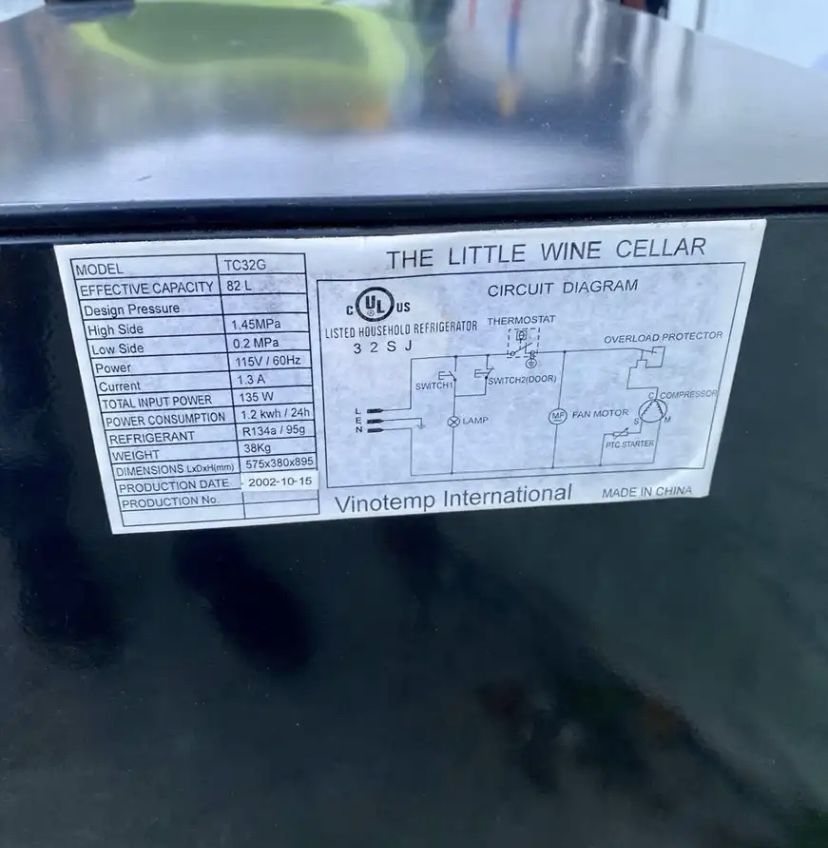 THE LITTLE WINE CELLAR
MODEL TC32G
EFFECTIVE CAPACITY 82 L
Design Pressure
High Side 1.45MPa
Low Side 0.2 MPa
Power 115V / 60Hz
Current 1.3 A
TOTAL INPUT POWER 135 W
POWER CONSUMPTION 1.2 kwh / 24h
REFRIGERANT R134a / 95g
WEIGHT 38Kg
DIMENSIONS LxDxH(mm) 575x380x895
PRODUCTION DATE 2002-10-15
PRODUCTION No.
CIRCUIT DIAGRAM
C UL US
LISTED HOUSEHOLD REFRIGERATOR
3 2 S J
THERMOSTAT
OVERLOAD PROTECTOR
SWITCH1
SWITCH2(DOOR)
C COMPRESSOR
L
E
N
LAMP
MF FAN MOTOR
S M
PTC STARTER
Vinotemp International
MADE IN CHINA